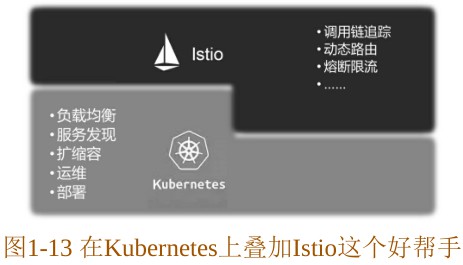 Istio
• 调用链追踪
• 动态路由
• 熔断限流
• ......
• 负载均衡
• 服务发现
• 扩缩容
• 运维
• 部署
Kubernetes
图1-13 在Kubernetes上叠加Istio这个好帮手